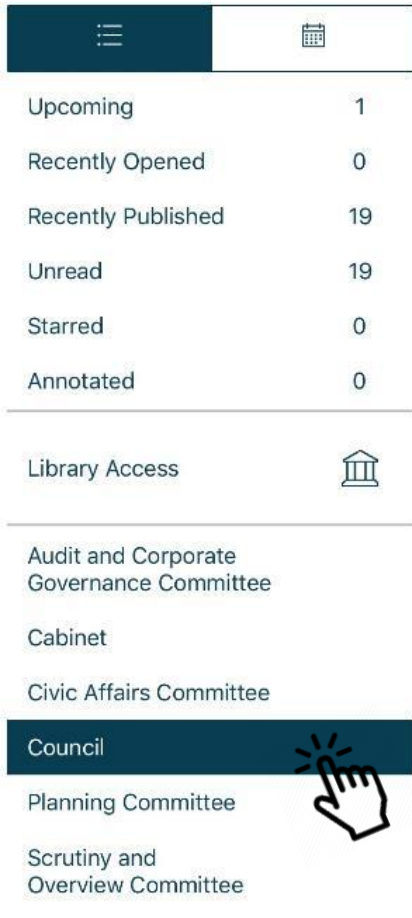 Upcoming 1
Recently Opened 0
Recently Published 19
Unread 19
Starred 0
Annotated 0
Library Access
Audit and Corporate
Governance Committee
Cabinet
Civic Affairs Committee
Council
Planning Committee
Scrutiny and
Overview Committee